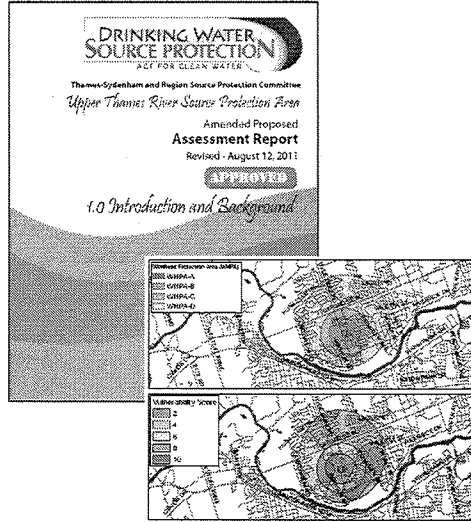 DRINKING WATER
SOURCE PROTECTION
ACT FOR CLEAN WATER
Thames-Sydenham and Region Source Protection Committee
Upper Thames River Source Protection Area
Amended Proposed
Assessment Report
Revised - August 12, 2011
APPROVED
1.0 Introduction and Background
Wellhead Protection Area (WHPA)
WHPA-A
WHPA-B
WHPA-C
WHPA-D
Vulnerability Score
2
4
6
8
10